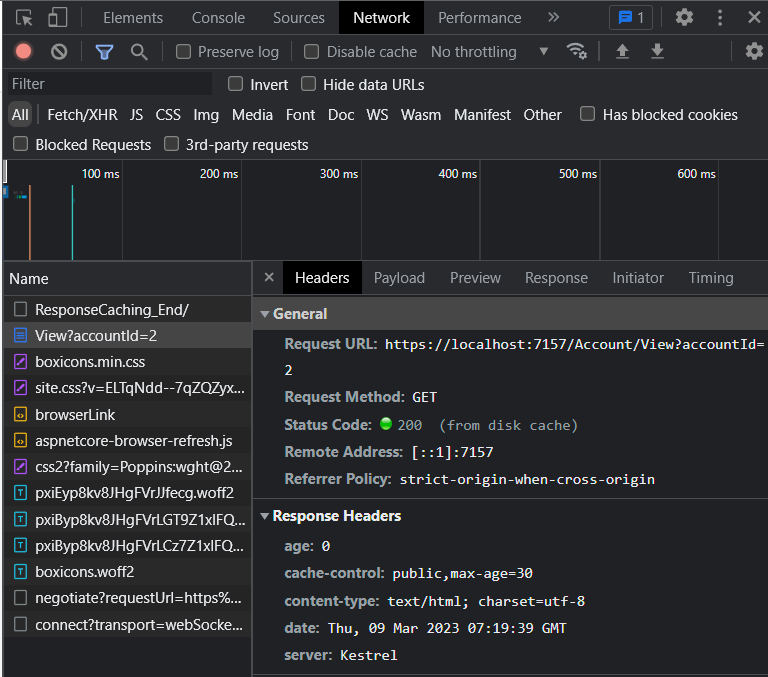 Elements Console Sources Network Performance 1
Preserve log Disable cache No throttling
Filter Invert Hide data URLs
All Fetch/XHR JS CSS Img Media Font Doc WS Wasm Manifest Other Has blocked cookies
Blocked Requests 3rd-party requests
100 ms 200 ms 300 ms 400 ms 500 ms 600 ms
Name
ResponseCaching_End/
View?accountId=2
boxicons.min.css
site.css?v=ELTqNdd--7qZQZyx...
browserLink
aspnetcore-browser-refresh.js
css2?family=Poppins:wght@2...
pxiEyp8kv8JHgFVrJJfecg.woff2
pxiByp8kv8JHgFVrLGT9Z1xlFQ...
pxiByp8kv8JHgFVrLCz7Z1xlFQ...
boxicons.woff2
negotiate?requestUrl=https%...
connect?transport=webSocke...
Headers Payload Preview Response Initiator Timing
General
Request URL: https://localhost:7157/Account/View?accountId=
2
Request Method: GET
Status Code: 200 (from disk cache)
Remote Address: [::1]:7157
Referrer Policy: strict-origin-when-cross-origin
Response Headers
age: 0
cache-control: public,max-age=30
content-type: text/html; charset=utf-8
date: Thu, 09 Mar 2023 07:19:39 GMT
server: Kestrel